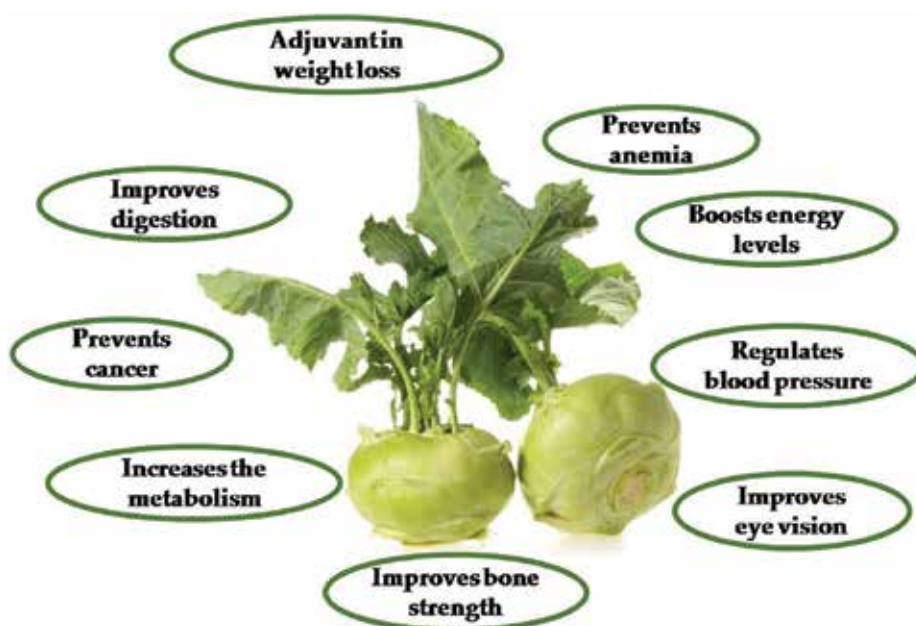 Adjuvant in
weight loss
Prevents
anemia
Improves
digestion
Boosts energy
levels
Prevents
cancer
Regulates
blood pressure
Increases the
metabolism
Improves
eye vision
Improves bone
strength